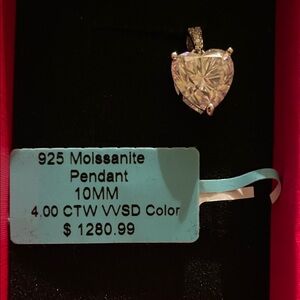 925 Moissanite
Pendant
10MM
4.00 CTW VVSD Color
$ 1280.99